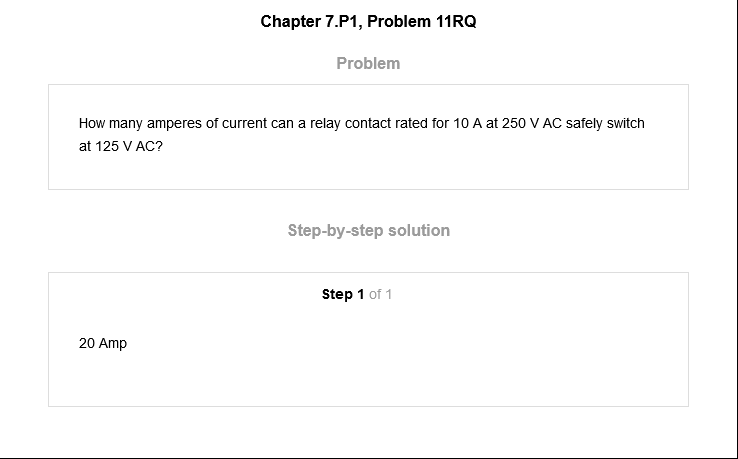 Chapter 7.P1, Problem 11RQ
Problem
How many amperes of current can a relay contact rated for 10 A at 250 V AC safely switch
at 125 V AC?
Step-by-step solution
Step 1 of 1
20 Amp